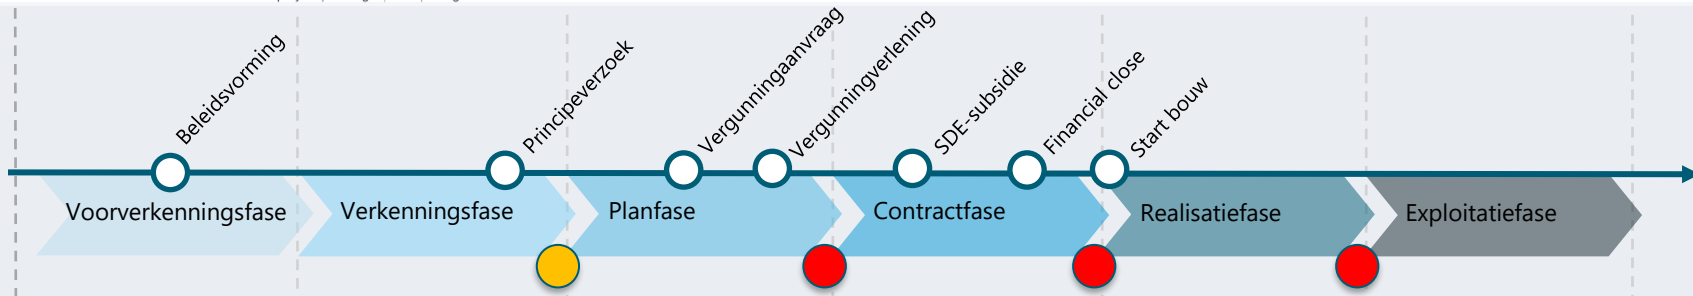 Beleidsvorming
Principeverzoek
Vergunningaanvraag
Vergunningverlening
SDE-subsidie
Financial close
Start bouw
Voorverkenningsfase
Verkenningsfase
Planfase
Contractfase
Realisatiefase
Exploitatiefase